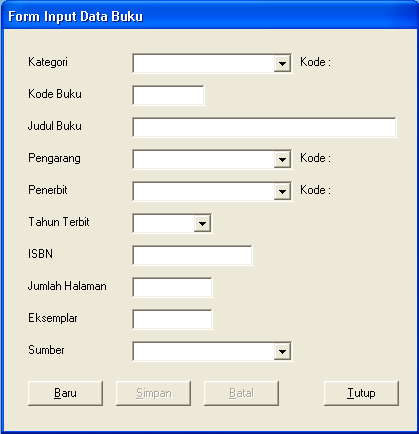 Form Input Data Buku
Kategori Kode :
Kode Buku
Judul Buku
Pengarang Kode :
Penerbit Kode :
Tahun Terbit
ISBN
Jumlah Halaman
Eksemplar
Sumber
Baru Simpan Batal Tutup